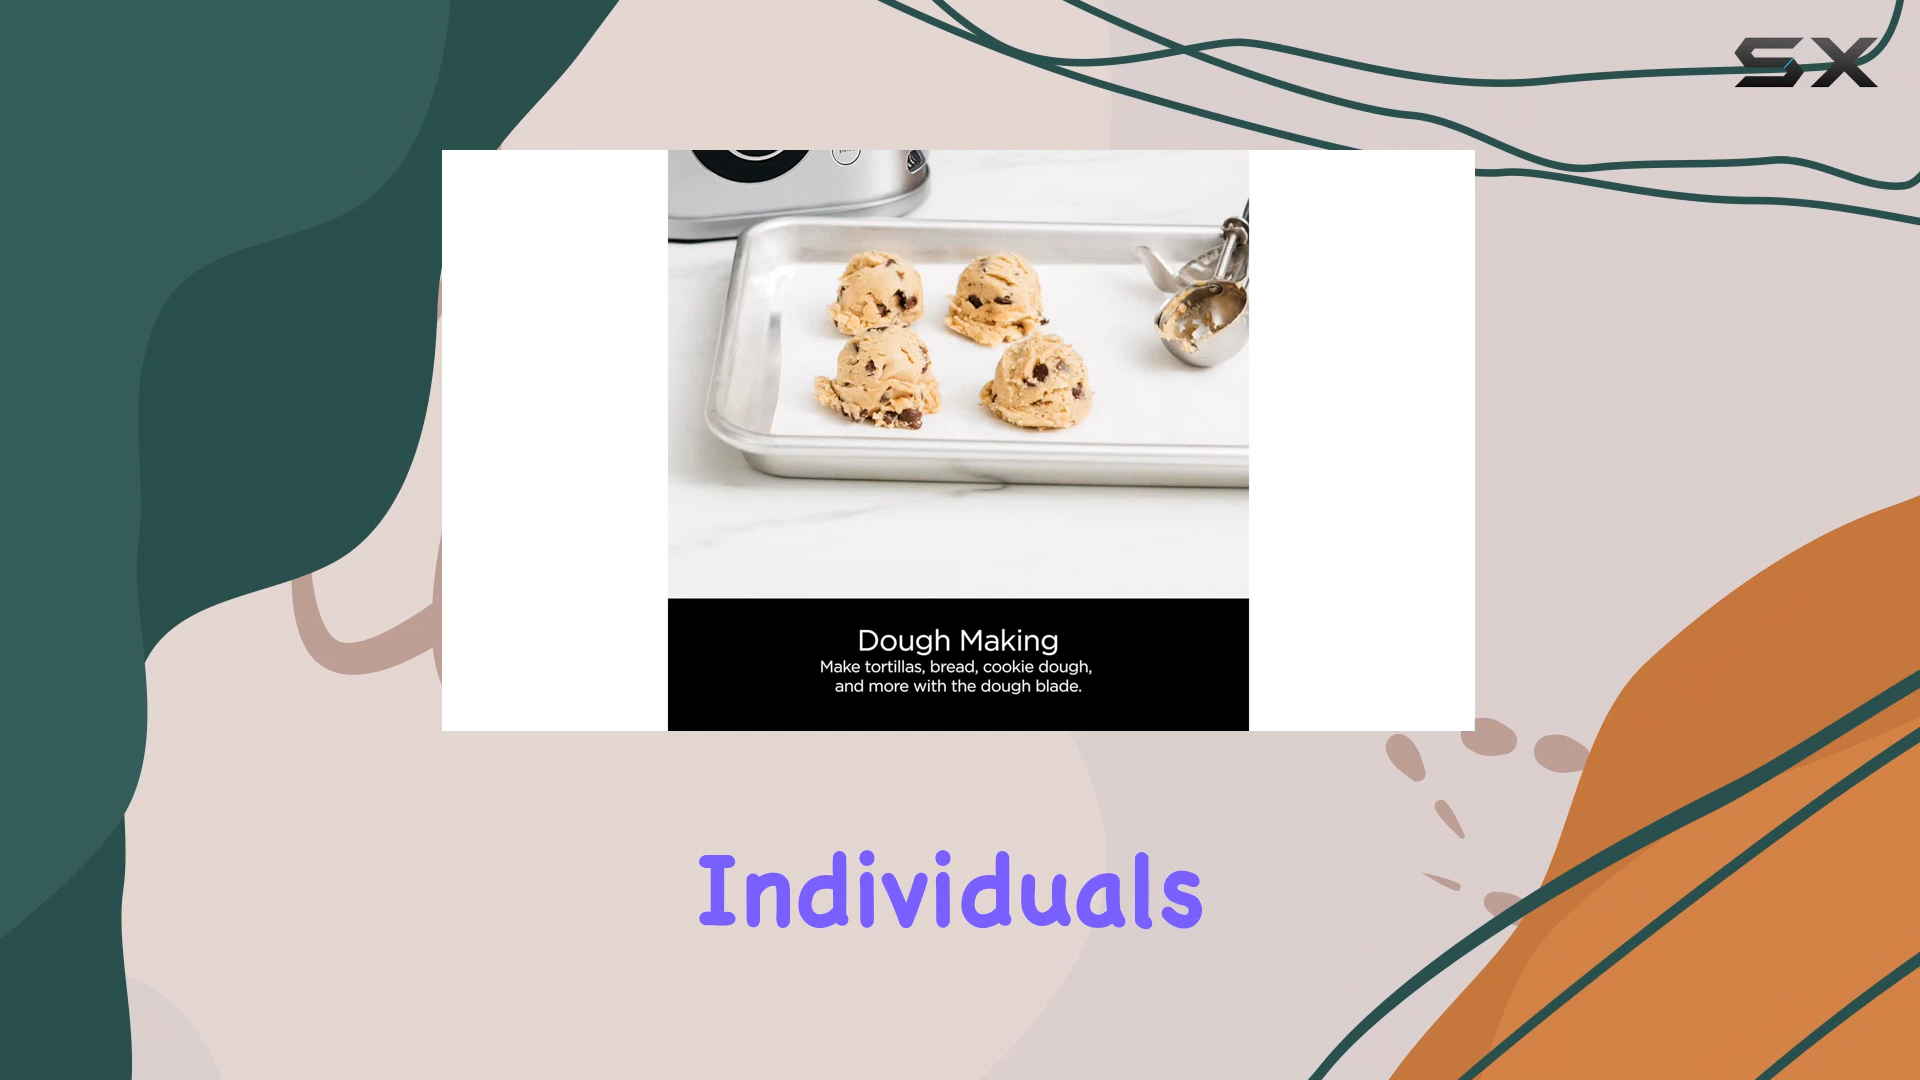 SX
Dough Making
Make tortillas, bread, cookie dough,
and more with the dough blade.
Individuals